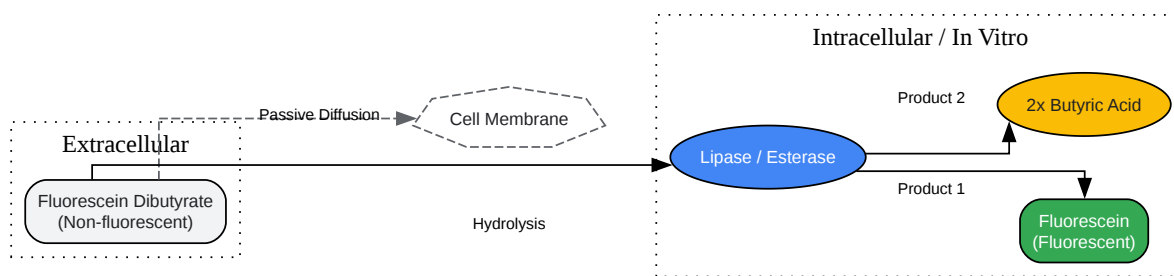 Intracellular / In Vitro
Product 2
2x Butyric Acid
Passive Diffusion
Cell Membrane
Extracellular
Lipase / Esterase
Product 1
Fluorescein Dibutyrate
(Non-fluorescent)
Hydrolysis
Fluorescein
(Fluorescent)